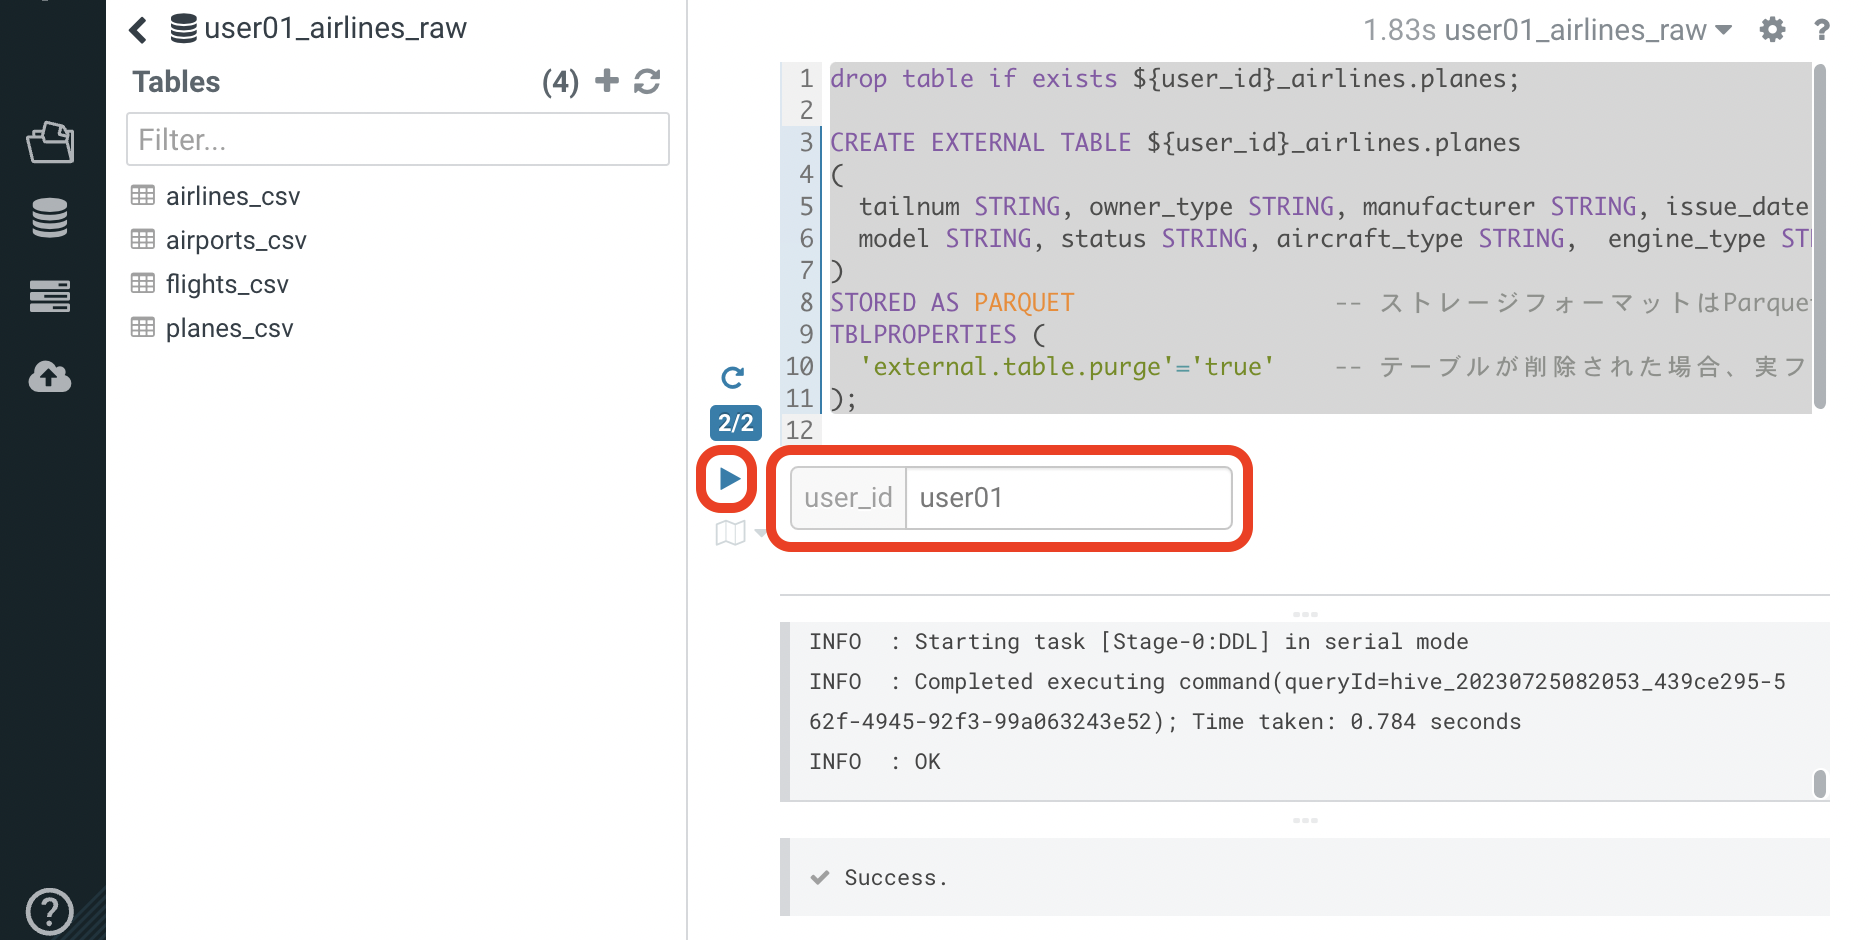 user01_airlines_raw
Tables (4)
Filter...
airlines_csv
airports_csv
flights_csv
planes_csv
1.83s user01_airlines_raw ?
1 drop table if exists ${user_id}_airlines.planes;
2
3 CREATE EXTERNAL TABLE ${user_id}_airlines.planes
4 (
5 tailnum STRING, owner_type STRING, manufacturer STRING, issue_date
6 model STRING, status STRING, aircraft_type STRING, engine_type
7 )
8 STORED AS PARQUET -- ストレージフォーマットはParque
9 TBLPROPERTIES (
10 'external.table.purge'='true' -- テーブルが削除された場合、実フ
11 );
12
2/2
user_id user01
INFO : Starting task [Stage-0:DDL] in serial mode
INFO : Completed executing command(queryId=hive_20230725082053_439ce295-5
62f-4945-92f3-99a063243e52); Time taken: 0.784 seconds
INFO : OK
Success.
?